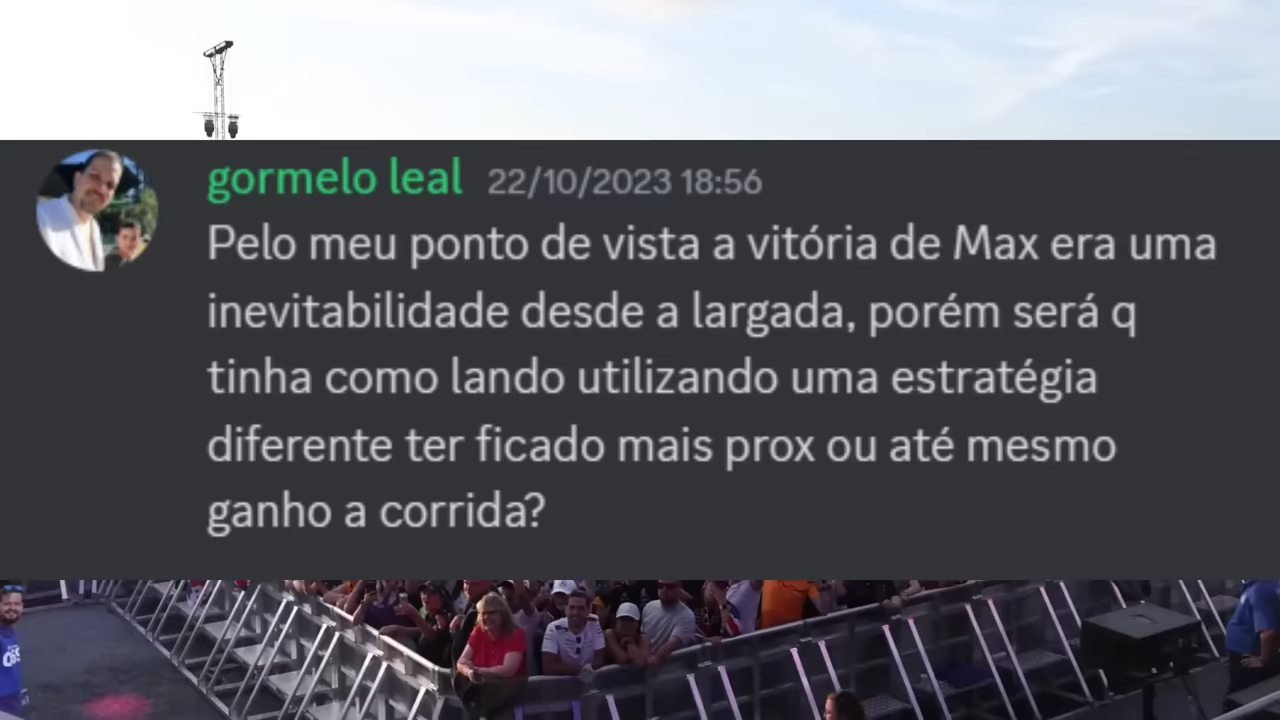 gormelo leal 22/10/2023 18:56
Pelo meu ponto de vista a vitória de Max era uma
inevitabilidade desde a largada, porém será q
tinha como lando utilizando uma estratégia
diferente ter ficado mais prox ou até mesmo
ganho a corrida?